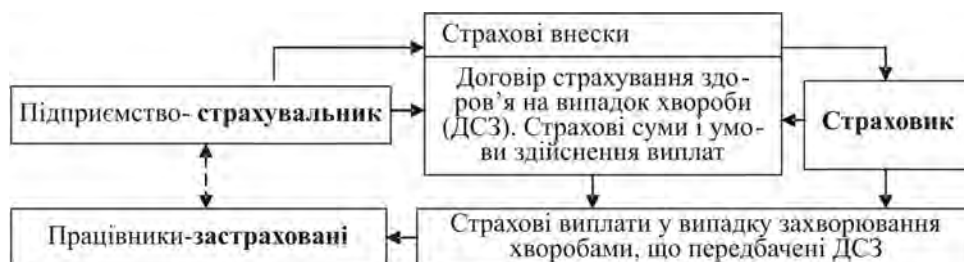 Страхові внески
Підприємство- страхувальник
Договір страхування здо-
ров’я на випадок хвороби
(ДСЗ). Страхові суми і умо-
ви здійснення виплат
Страховик
Працівники-застраховані
Страхові виплати у випадку захворювання
хворобами, що передбачені ДСЗ